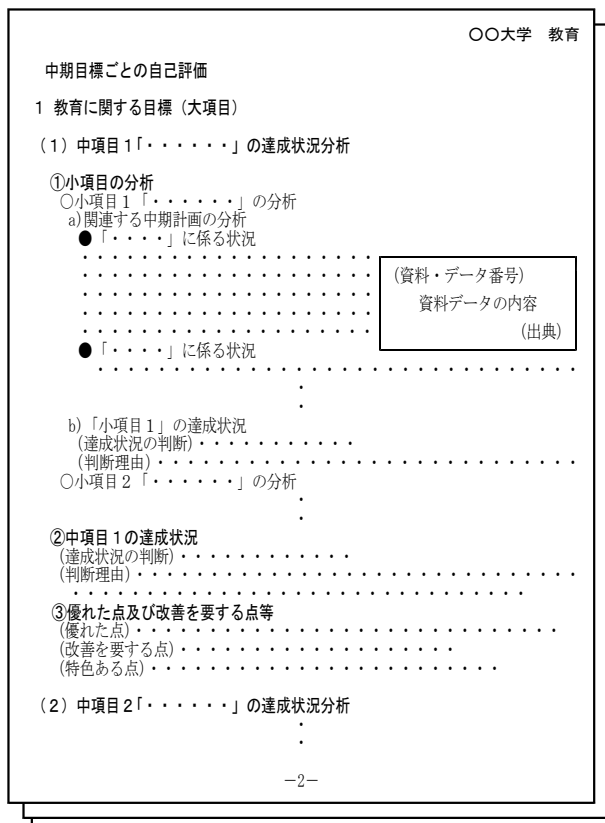 〇〇大学　教育
中期目標ごとの自己評価
1 教育に関する目標（大項目）
（1）中項目1「・・・・・・」の達成状況分析
①小項目の分析
○小項目1「・・・・・・」の分析
a)関連する中期計画の分析
●「・・・・」に係る状況
・・・・・・・・・・・・・・・・・・・・
・・・・・・・・・・・・・・・・・・・・
・・・・・・・・・・・・・・・・・・・・
・・・・・・・・・・・・・・・・・・・・
・・・・・・・・・・・・・・・・・・・・
(資料・データ番号)
資料データの内容
(出典)
●「・・・・」に係る状況
・・・・・・・・・・・・・・・・・・・・・・・・・・・・・・・・・
・
・
b)「小項目1」の達成状況
(達成状況の判断)・・・・・・・・・・・
(判断理由)・・・・・・・・・・・・・・・・・・・・・・・・・・・・
○小項目2「・・・・・・」の分析
・
・
②中項目1の達成状況
(達成状況の判断)・・・・・・・・・・・・
(判断理由)・・・・・・・・・・・・・・・・・・・・・・・・・・・・・・
・・・・・・・・・・・・・・・・・・・・・・・・・・・・・・・
③優れた点及び改善を要する点等
(優れた点)・・・・・・・・・・・・・・・・・・・・・・・・・・・・・
(改善を要する点)・・・・・・・・・・・・・・・・・・・
(特色ある点)・・・・・・・・・・・・・・・・・・・・・・・・
（2）中項目2「・・・・・・」の達成状況分析
・
・
－2－